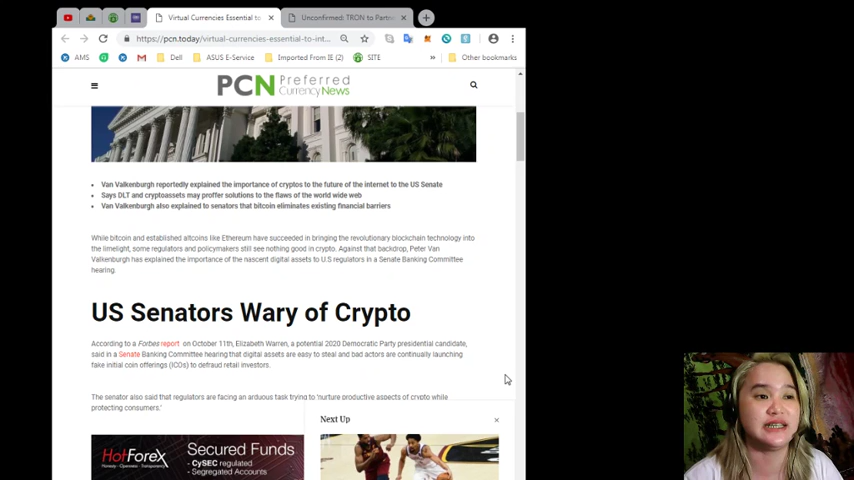 Virtual Currencies Essential to
Unconfirmed: TRON to Partne
https://pcn.today/virtual-currencies-essential-to-int...
AMS
Dell
ASUS E-Service
Imported From IE (2)
SITE
Other bookmarks
PCN Preferred
Currency News
Van Valkenburgh reportedly explained the importance of cryptos to the future of the internet to the US Senate
Says DLT and cryptoassets may proffer solutions to the flaws of the world wide web
Van Valkenburgh also explained to senators that bitcoin eliminates existing financial barriers
While bitcoin and established altcoins like Ethereum have succeeded in bringing the revolutionary blockchain technology into
the limelight, some regulators and policymakers still see nothing good in crypto. Against that backdrop, Peter Van
Valkenburgh has explained the importance of the nascent digital assets to U.S regulators in a Senate Banking Committee
hearing.
US Senators Wary of Crypto
According to a Forbes report on October 11th, Elizabeth Warren, a potential 2020 Democratic Party presidential candidate,
said in a Senate Banking Committee hearing that digital assets are easy to steal and bad actors are continually launching
fake initial coin offerings (ICOs) to defraud retail investors.
The senator also said that regulators are facing an arduous task trying to 'nurture productive aspects of crypto while
protecting consumers.'
Next Up
HotForex
Secured Funds
- CySEC regulated
- Segregated Accounts